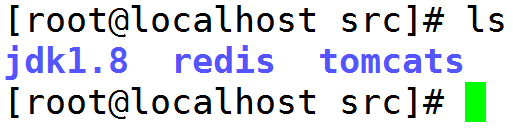 [root@localhost src]# ls
jdk1.8  redis  tomcats
[root@localhost src]#